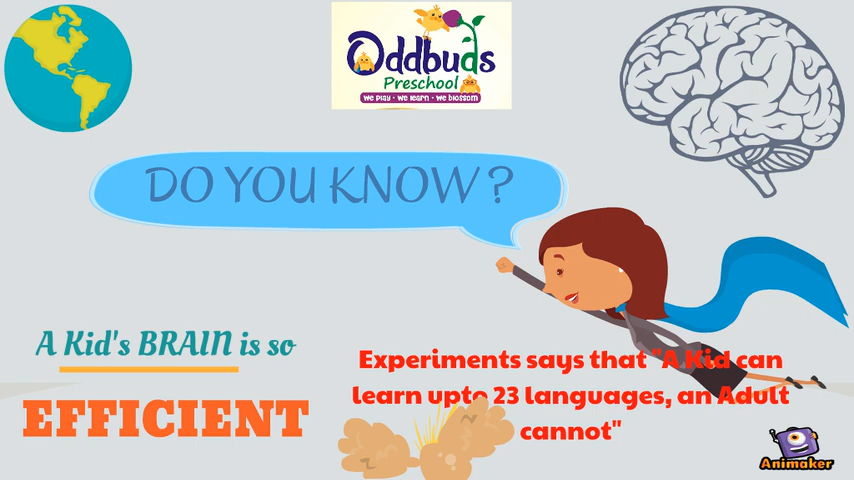 Oddbuds
Preschool
We play - We learn - We blossom
DO YOU KNOW?
A Kid's BRAIN is so
EFFICIENT
Experiments says that "A Kid can
learn upto 23 languages, an Adult
cannot"
Animaker